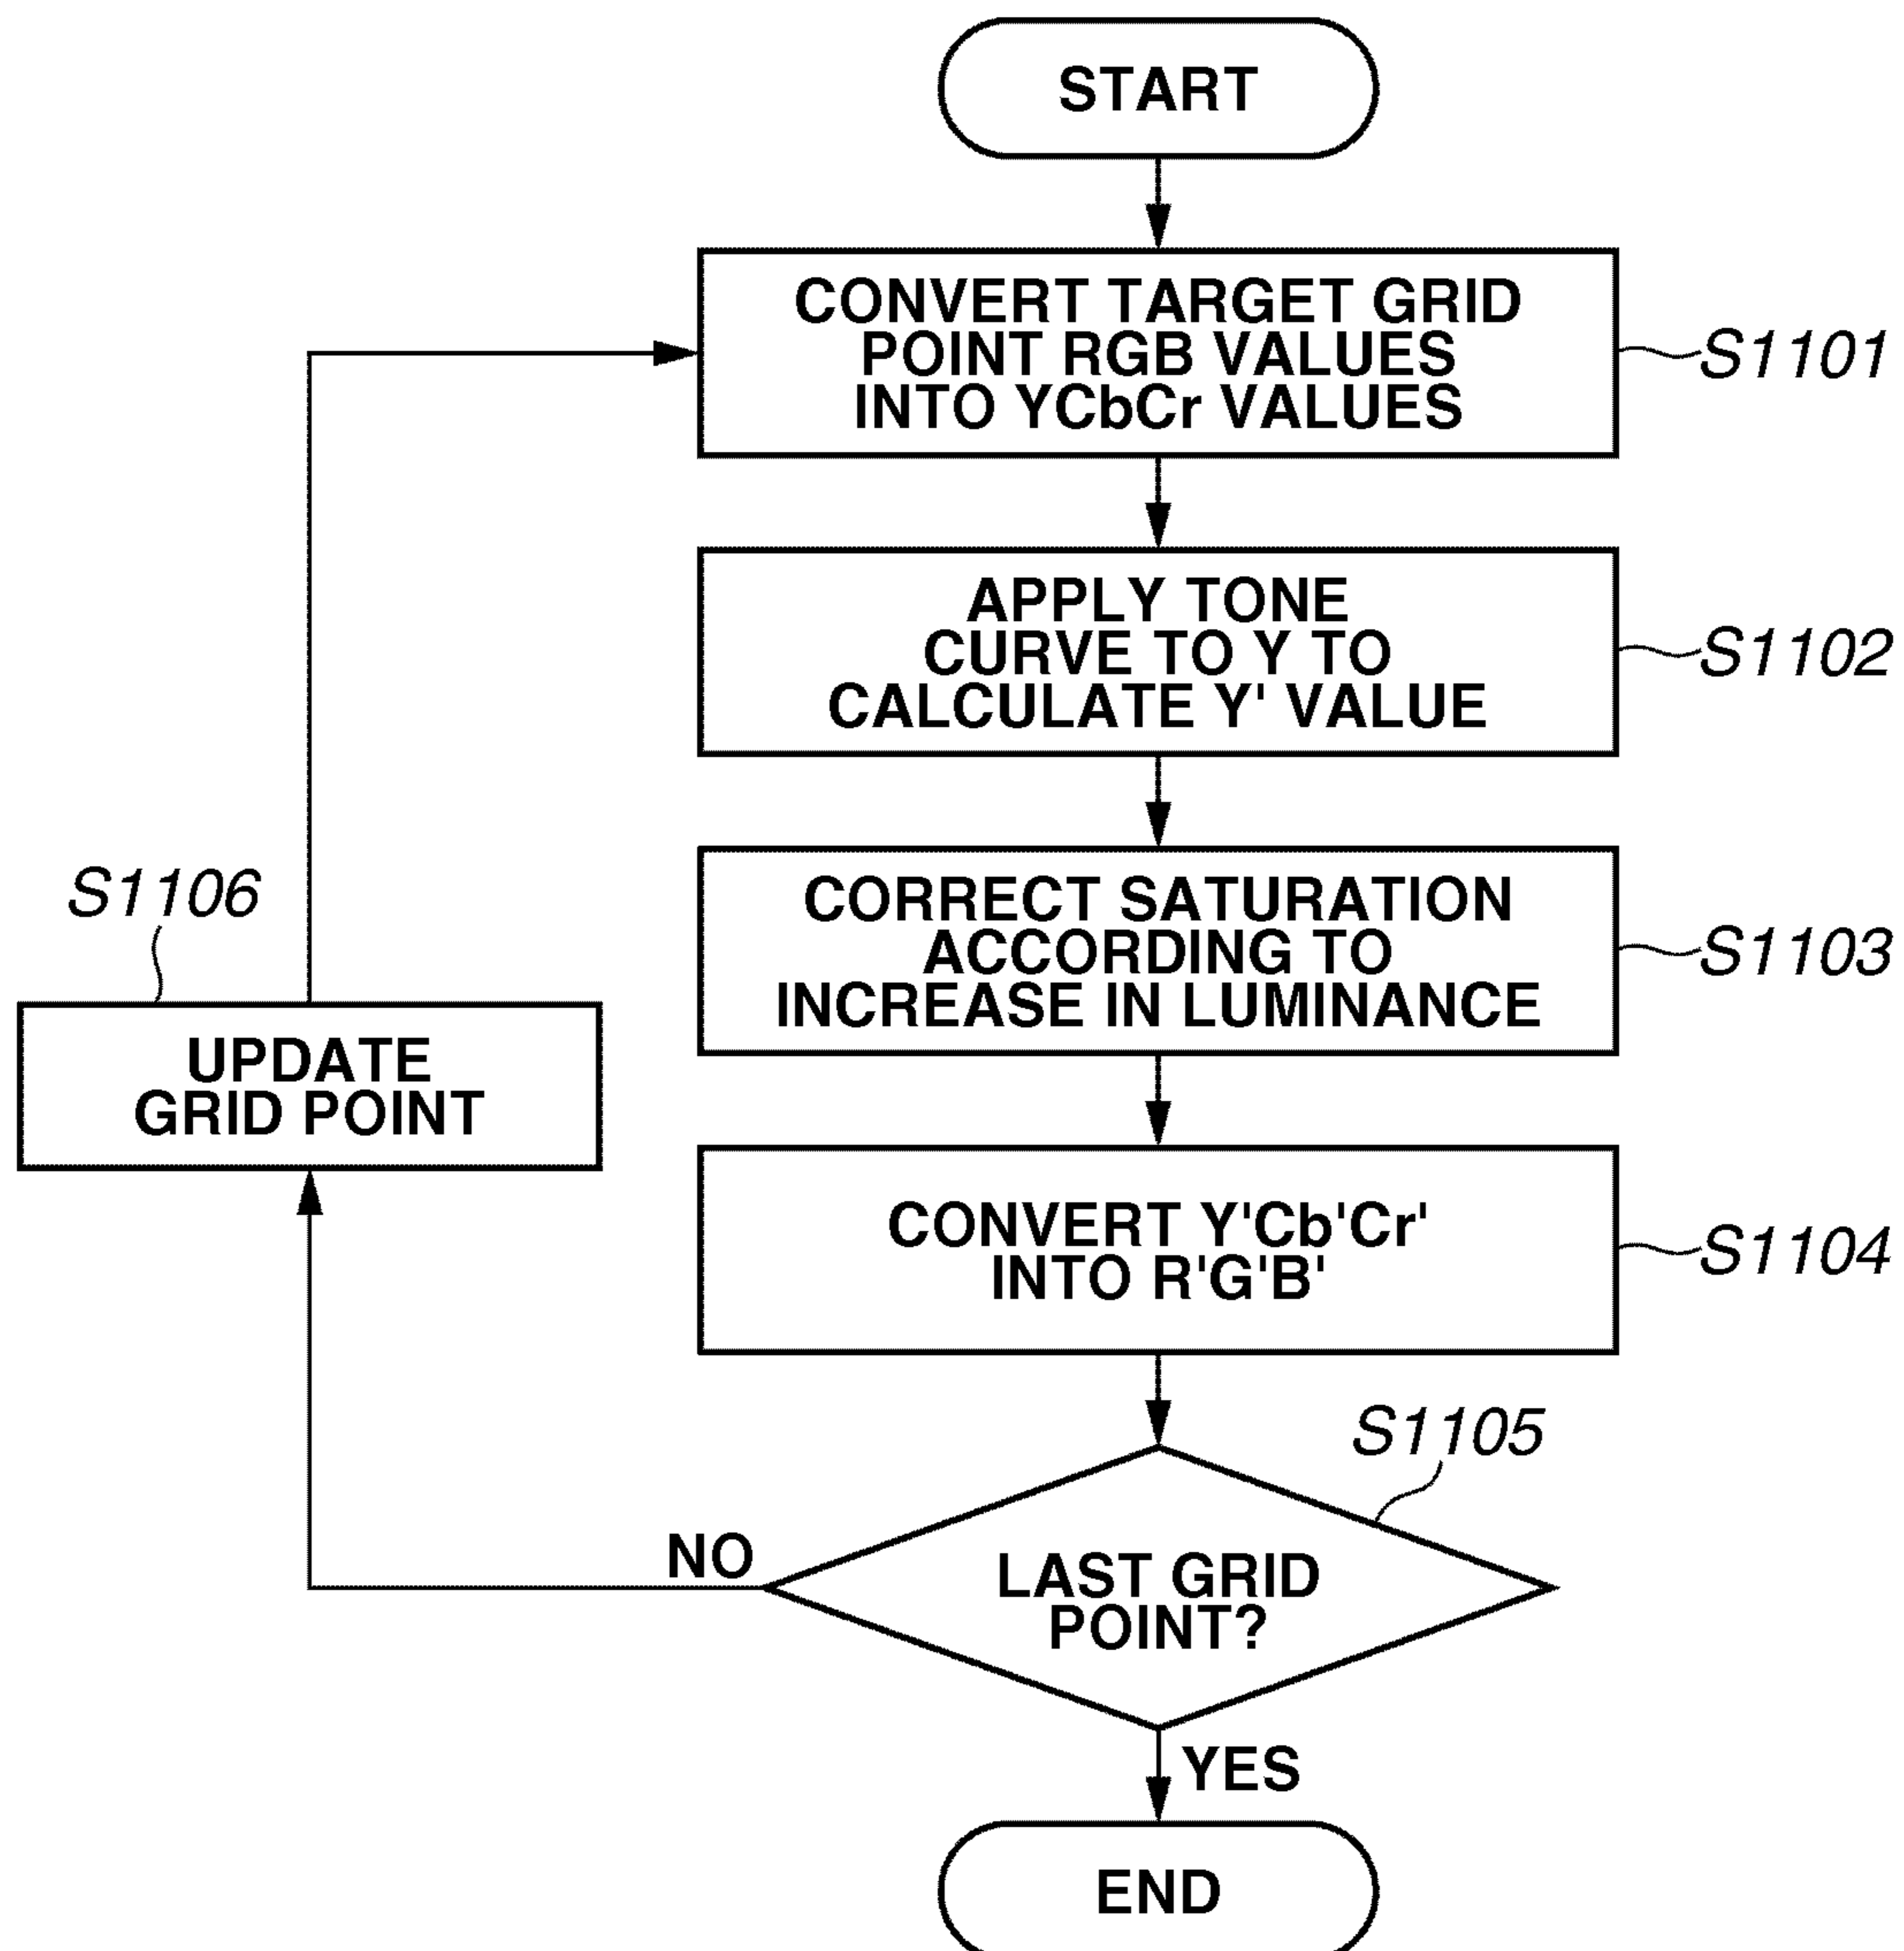 START
CONVERT TARGET GRID
POINT RGB VALUES
INTO YCbCr VALUES
S1101
APPLY TONE
CURVE TO Y TO
CALCULATE Y' VALUE
S1102
CORRECT SATURATION
ACCORDING TO
INCREASE IN LUMINANCE
S1103
S1106
UPDATE
GRID POINT
CONVERT Y'Cb'Cr'
INTO R'G'B'
S1104
S1105
NO
LAST GRID
POINT?
YES
END